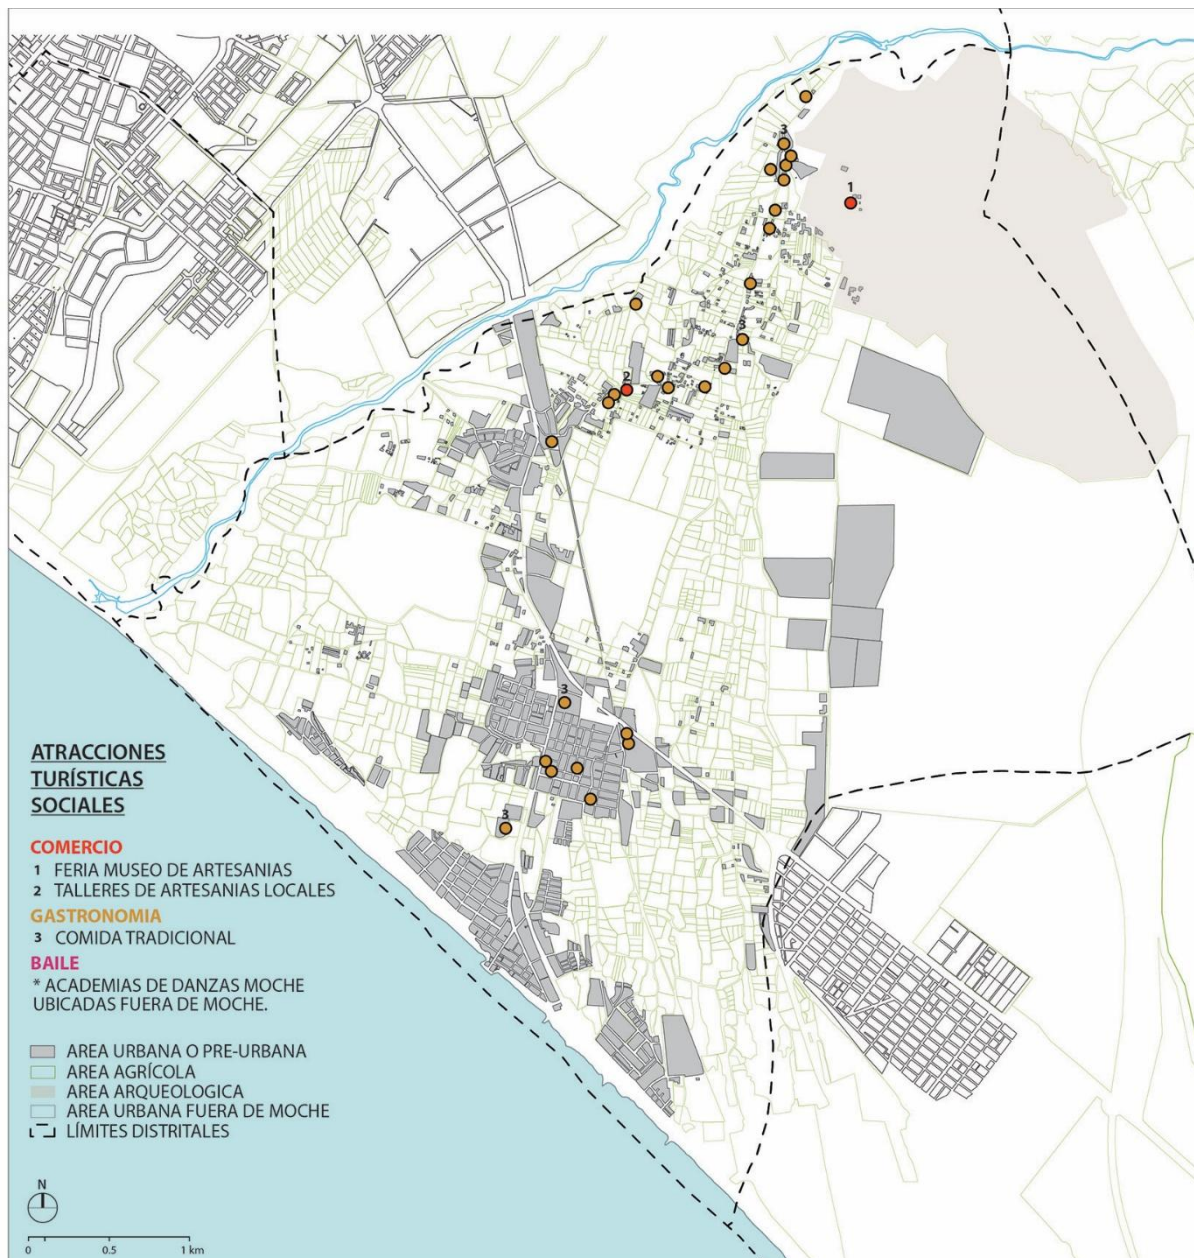 3
1
3
2
3
3
ATRACCIONES
TURÍSTICAS
SOCIALES
COMERCIO
1 FERIA MUSEO DE ARTESANIAS
2 TALLERES DE ARTESANIAS LOCALES
GASTRONOMIA
3 COMIDA TRADICIONAL
BAILE
* ACADEMIAS DE DANZAS MOCHE
UBICADAS FUERA DE MOCHE.
AREA URBANA O PRE-URBANA
AREA AGRÍCOLA
AREA ARQUEOLOGICA
AREA URBANA FUERA DE MOCHE
LÍMITES DISTRITALES
N
0 0.5 1 km